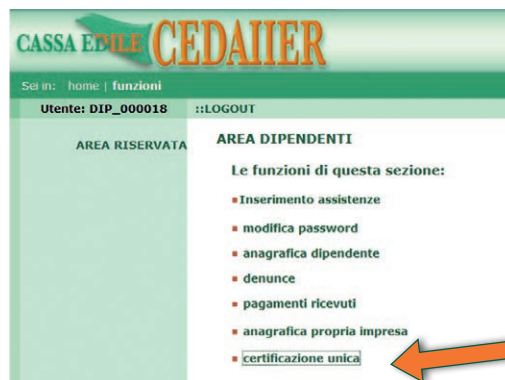 CASSA EDILE CEDAIIER
Sei in: home | funzioni
Utente: DIP_000018 ::LOGOUT
AREA RISERVATA
AREA DIPENDENTI
Le funzioni di questa sezione:
Inserimento assistenze
modifica password
anagrafica dipendente
denunce
pagamenti ricevuti
anagrafica propria impresa
certificazione unica